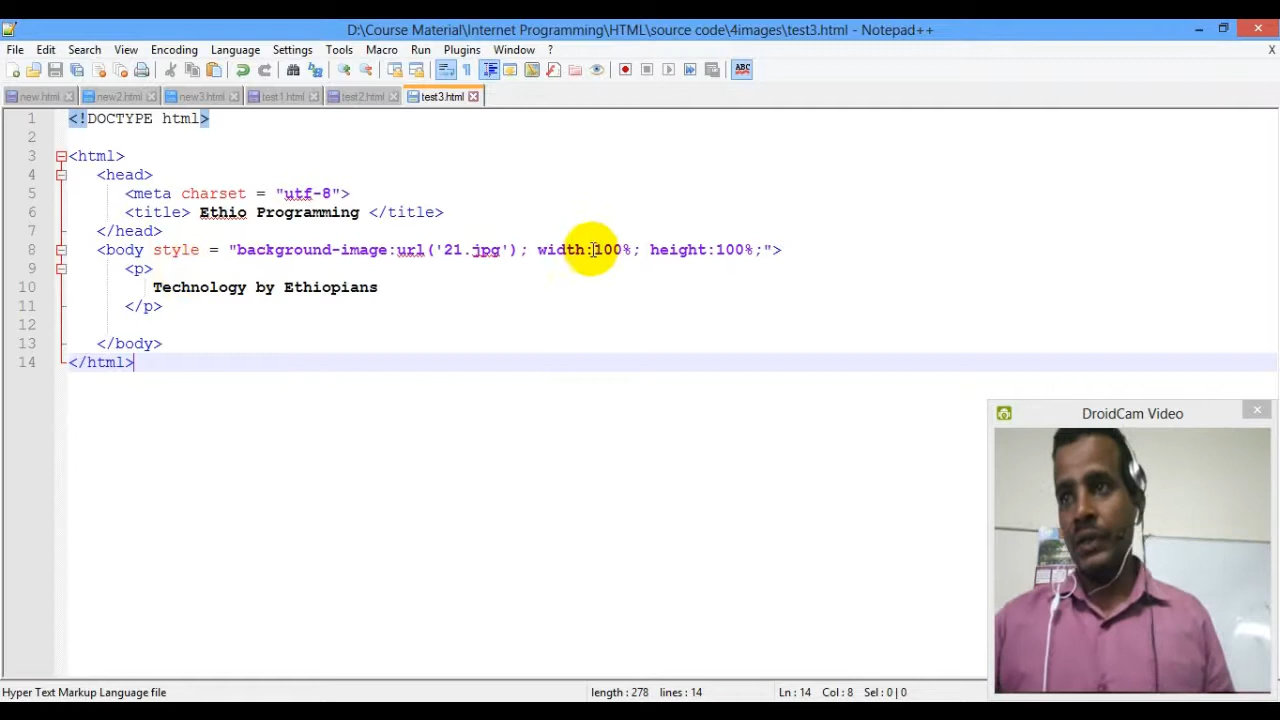 D:\Course Material\Internet Programming\HTML\source code\4images\test3.html - Notepad++
File Edit Search View Encoding Language Settings Tools Macro Run Plugins Window ? X
new.html new2.html new3.html test1.html test2.html test3.html
1 <!DOCTYPE html>
2
3 <html>
4 <head>
5 <meta charset = "utf-8">
6 <title> Ethio Programming </title>
7 </head>
8 <body style = "background-image:url('21.jpg'); width:100%; height:100%;">
9 <p>
10 Technology by Ethiopians
11 </p>
12
13 </body>
14 </html>
DroidCam Video
Hyper Text Markup Language file length : 278 lines : 14 Ln : 14 Col : 8 Sel : 0 | 0